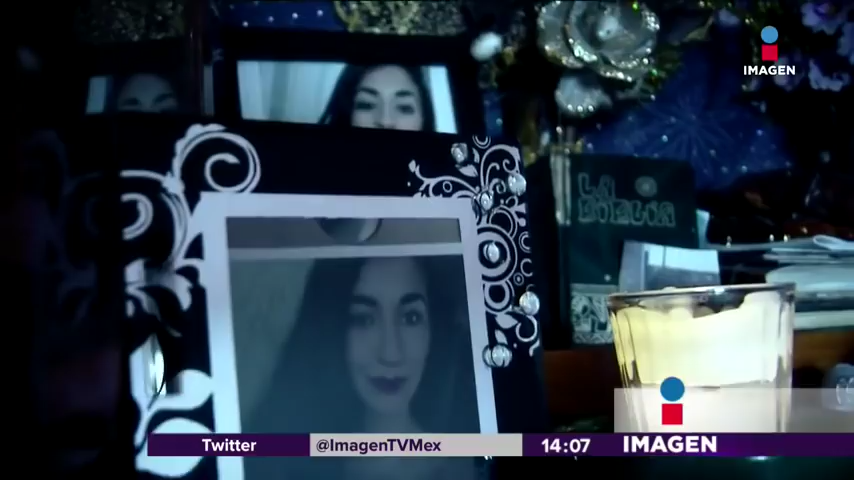 IMAGEN
LA
BIBLIA
Twitter
@ImagenTVMex
14:07
IMAGEN